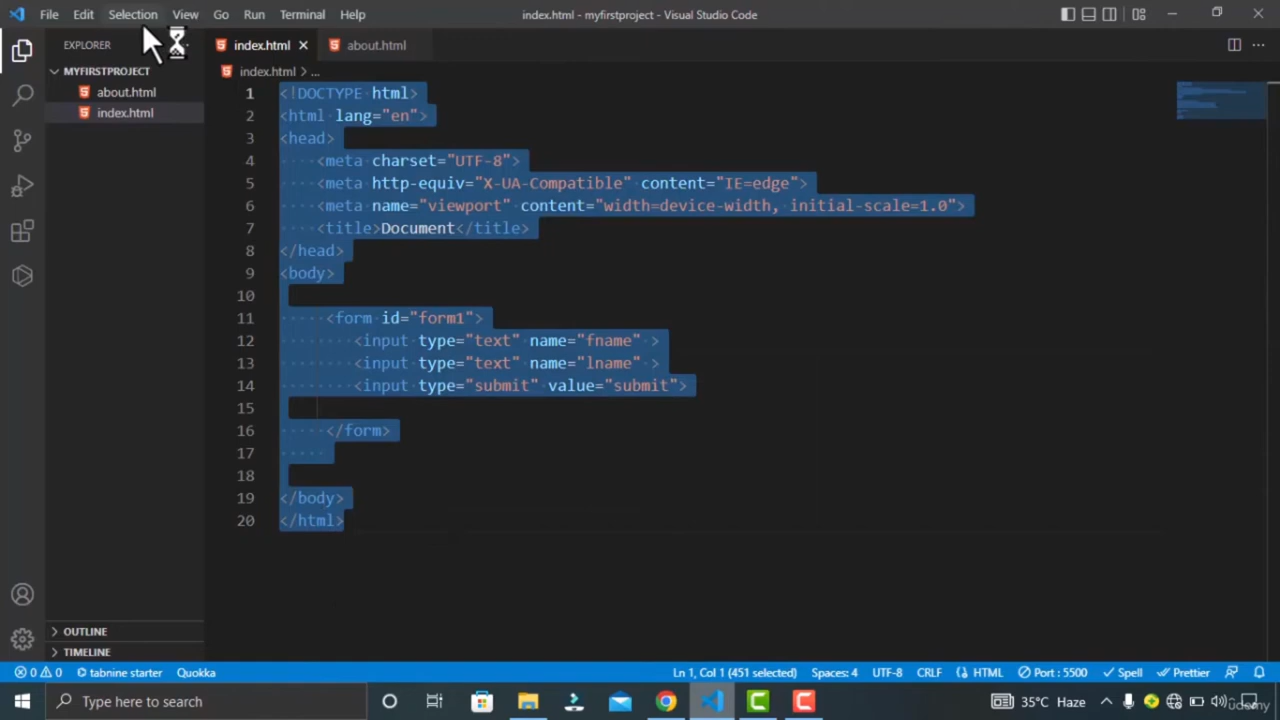 File Edit Selection View Go Run Terminal Help
index.html - myfirstproject - Visual Studio Code
EXPLORER
MYFIRSTPROJECT
about.html
index.html
OUTLINE
TIMELINE
index.html
about.html
index.html > ...
1 <!DOCTYPE html>
2 <html lang="en">
3 <head>
4 <meta charset="UTF-8">
5 <meta http-equiv="X-UA-Compatible" content="IE=edge">
6 <meta name="viewport" content="width=device-width, initial-scale=1.0">
7 <title>Document</title>
8 </head>
9 <body>
10
11 <form id="form1">
12 <input type="text" name="fname" >
13 <input type="text" name="lname" >
14 <input type="submit" value="submit">
15
16 </form>
17
18
19 </body>
20 </html>
0 0 tabnine starter Quokka Ln 1, Col 1 (451 selected) Spaces: 4 UTF-8 CRLF HTML Port : 5500 Spell Prettier
Type here to search 35°C Haze
Udemy